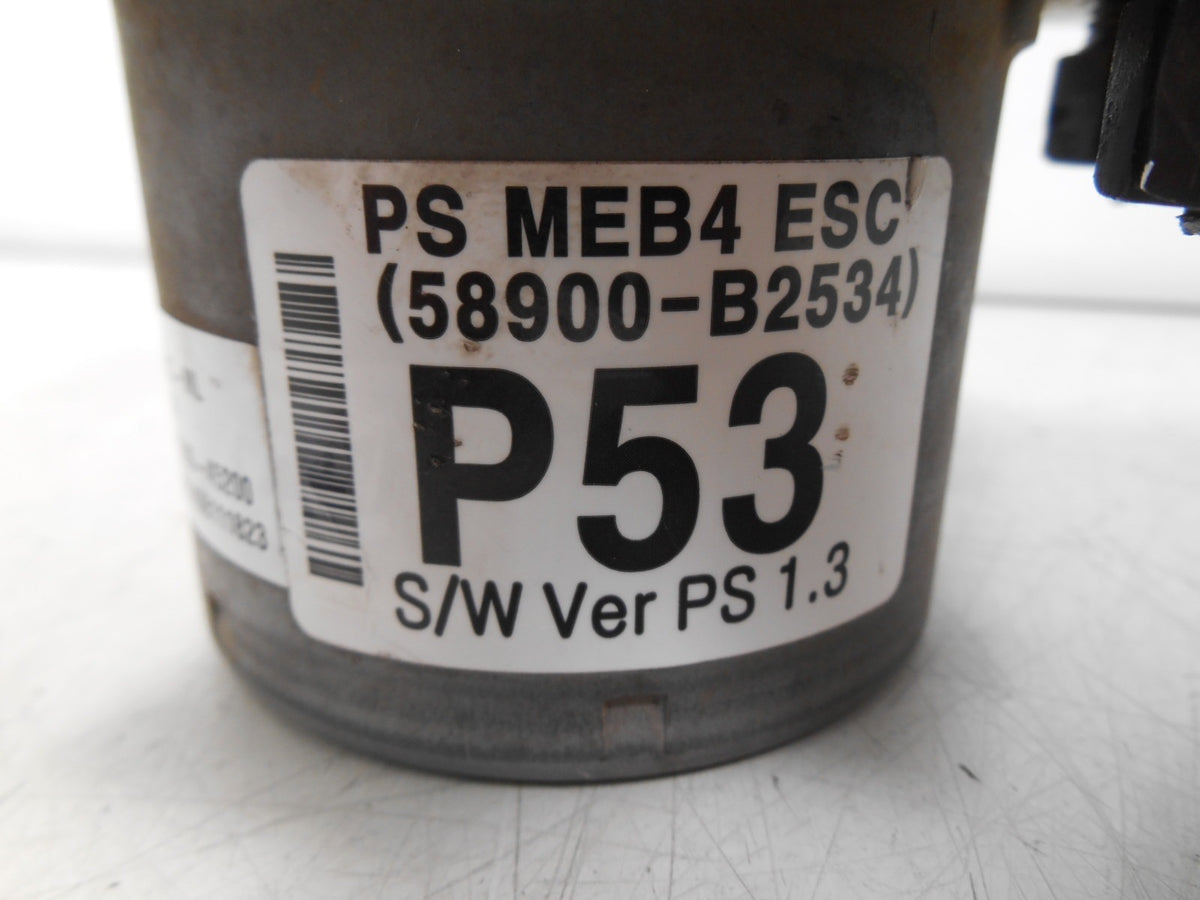 PS MEB4 ESC
(58900-B2534)
P53
S/W Ver PS 1.3